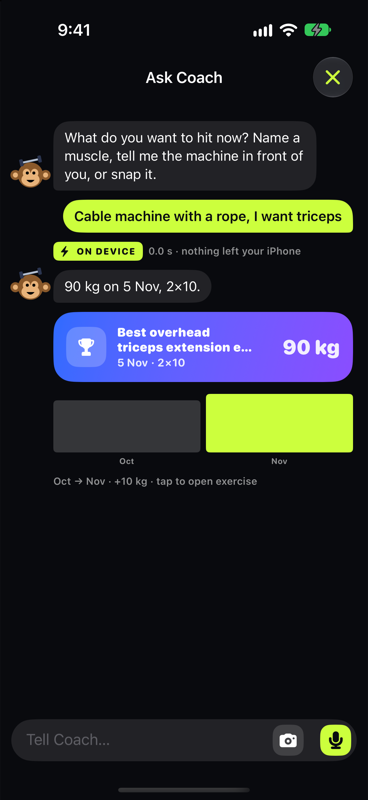 9:41
Ask Coach
What do you want to hit now? Name a
muscle, tell me the machine in front of
you, or snap it.
Cable machine with a rope, I want triceps
ON DEVICE 0.0 s · nothing left your iPhone
90 kg on 5 Nov, 2×10.
Best overhead
triceps extension e...
5 Nov · 2×10
90 kg
Oct
Nov
Oct → Nov · +10 kg · tap to open exercise
Tell Coach...